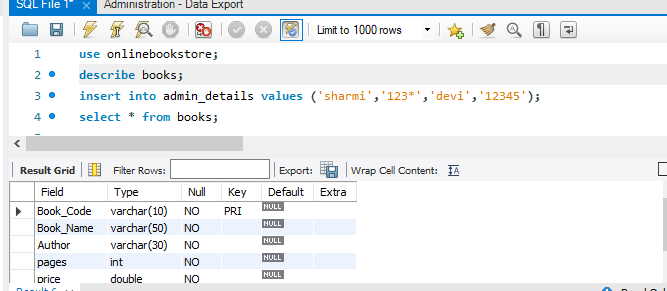 SQL File 1* Administration - Data Export
Limit to 1000 rows
1 use onlinebookstore;
2 describe books;
3 insert into admin_details values ('sharmi','123*','devi','12345');
4 select * from books;
Result Grid Filter Rows: Export: Wrap Cell Content: IA
Field Type Null Key Default Extra
Book_Code varchar(10) NO PRI NULL
Book_Name varchar(50) NO NULL
Author varchar(30) NO NULL
pages int NO NULL
price double NO NULL